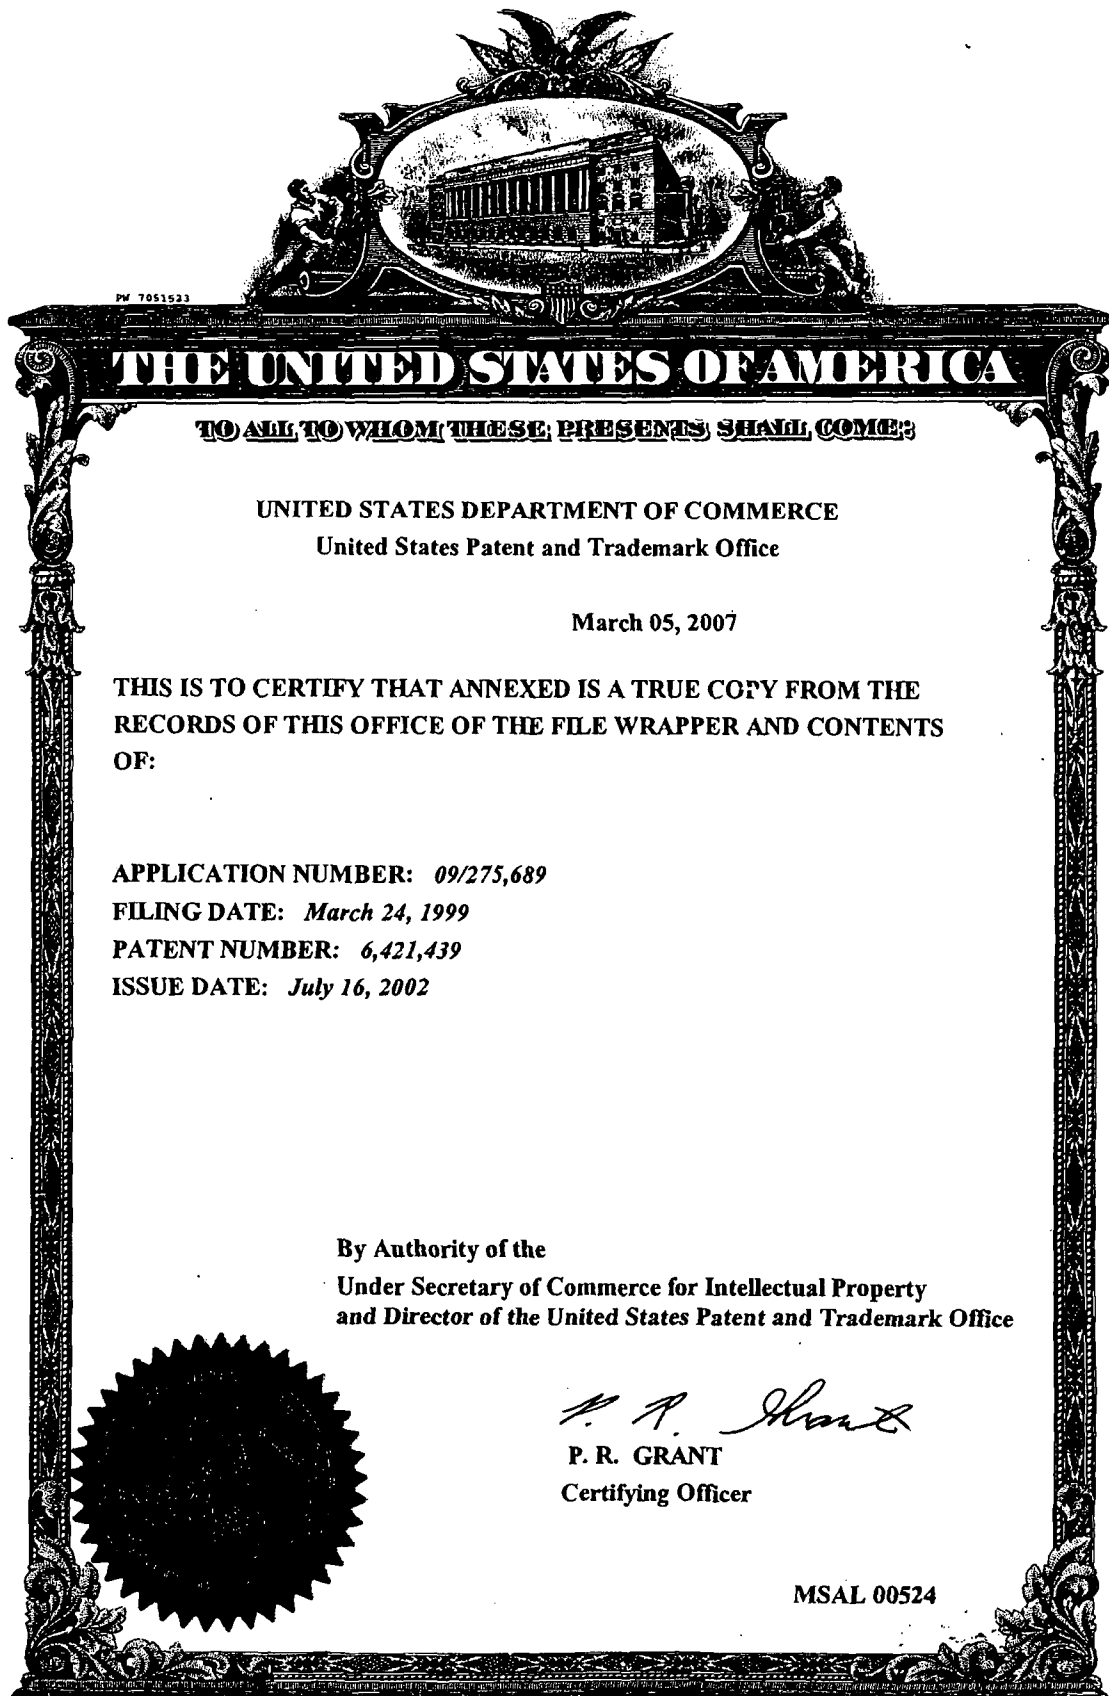 PW 7051523
THE UNITED STATES OF AMERICA
TO ALL TO WHOM THESE PRESENTS SHALL COME:
UNITED STATES DEPARTMENT OF COMMERCE
United States Patent and Trademark Office
March 05, 2007
THIS IS TO CERTIFY THAT ANNEXED IS A TRUE COPY FROM THE
RECORDS OF THIS OFFICE OF THE FILE WRAPPER AND CONTENTS
OF:
APPLICATION NUMBER: 09/275,689
FILING DATE: March 24, 1999
PATENT NUMBER: 6,421,439
ISSUE DATE: July 16, 2002
By Authority of the
Under Secretary of Commerce for Intellectual Property
and Director of the United States Patent and Trademark Office
P. R. Grant
P. R. GRANT
Certifying Officer
MSAL 00524